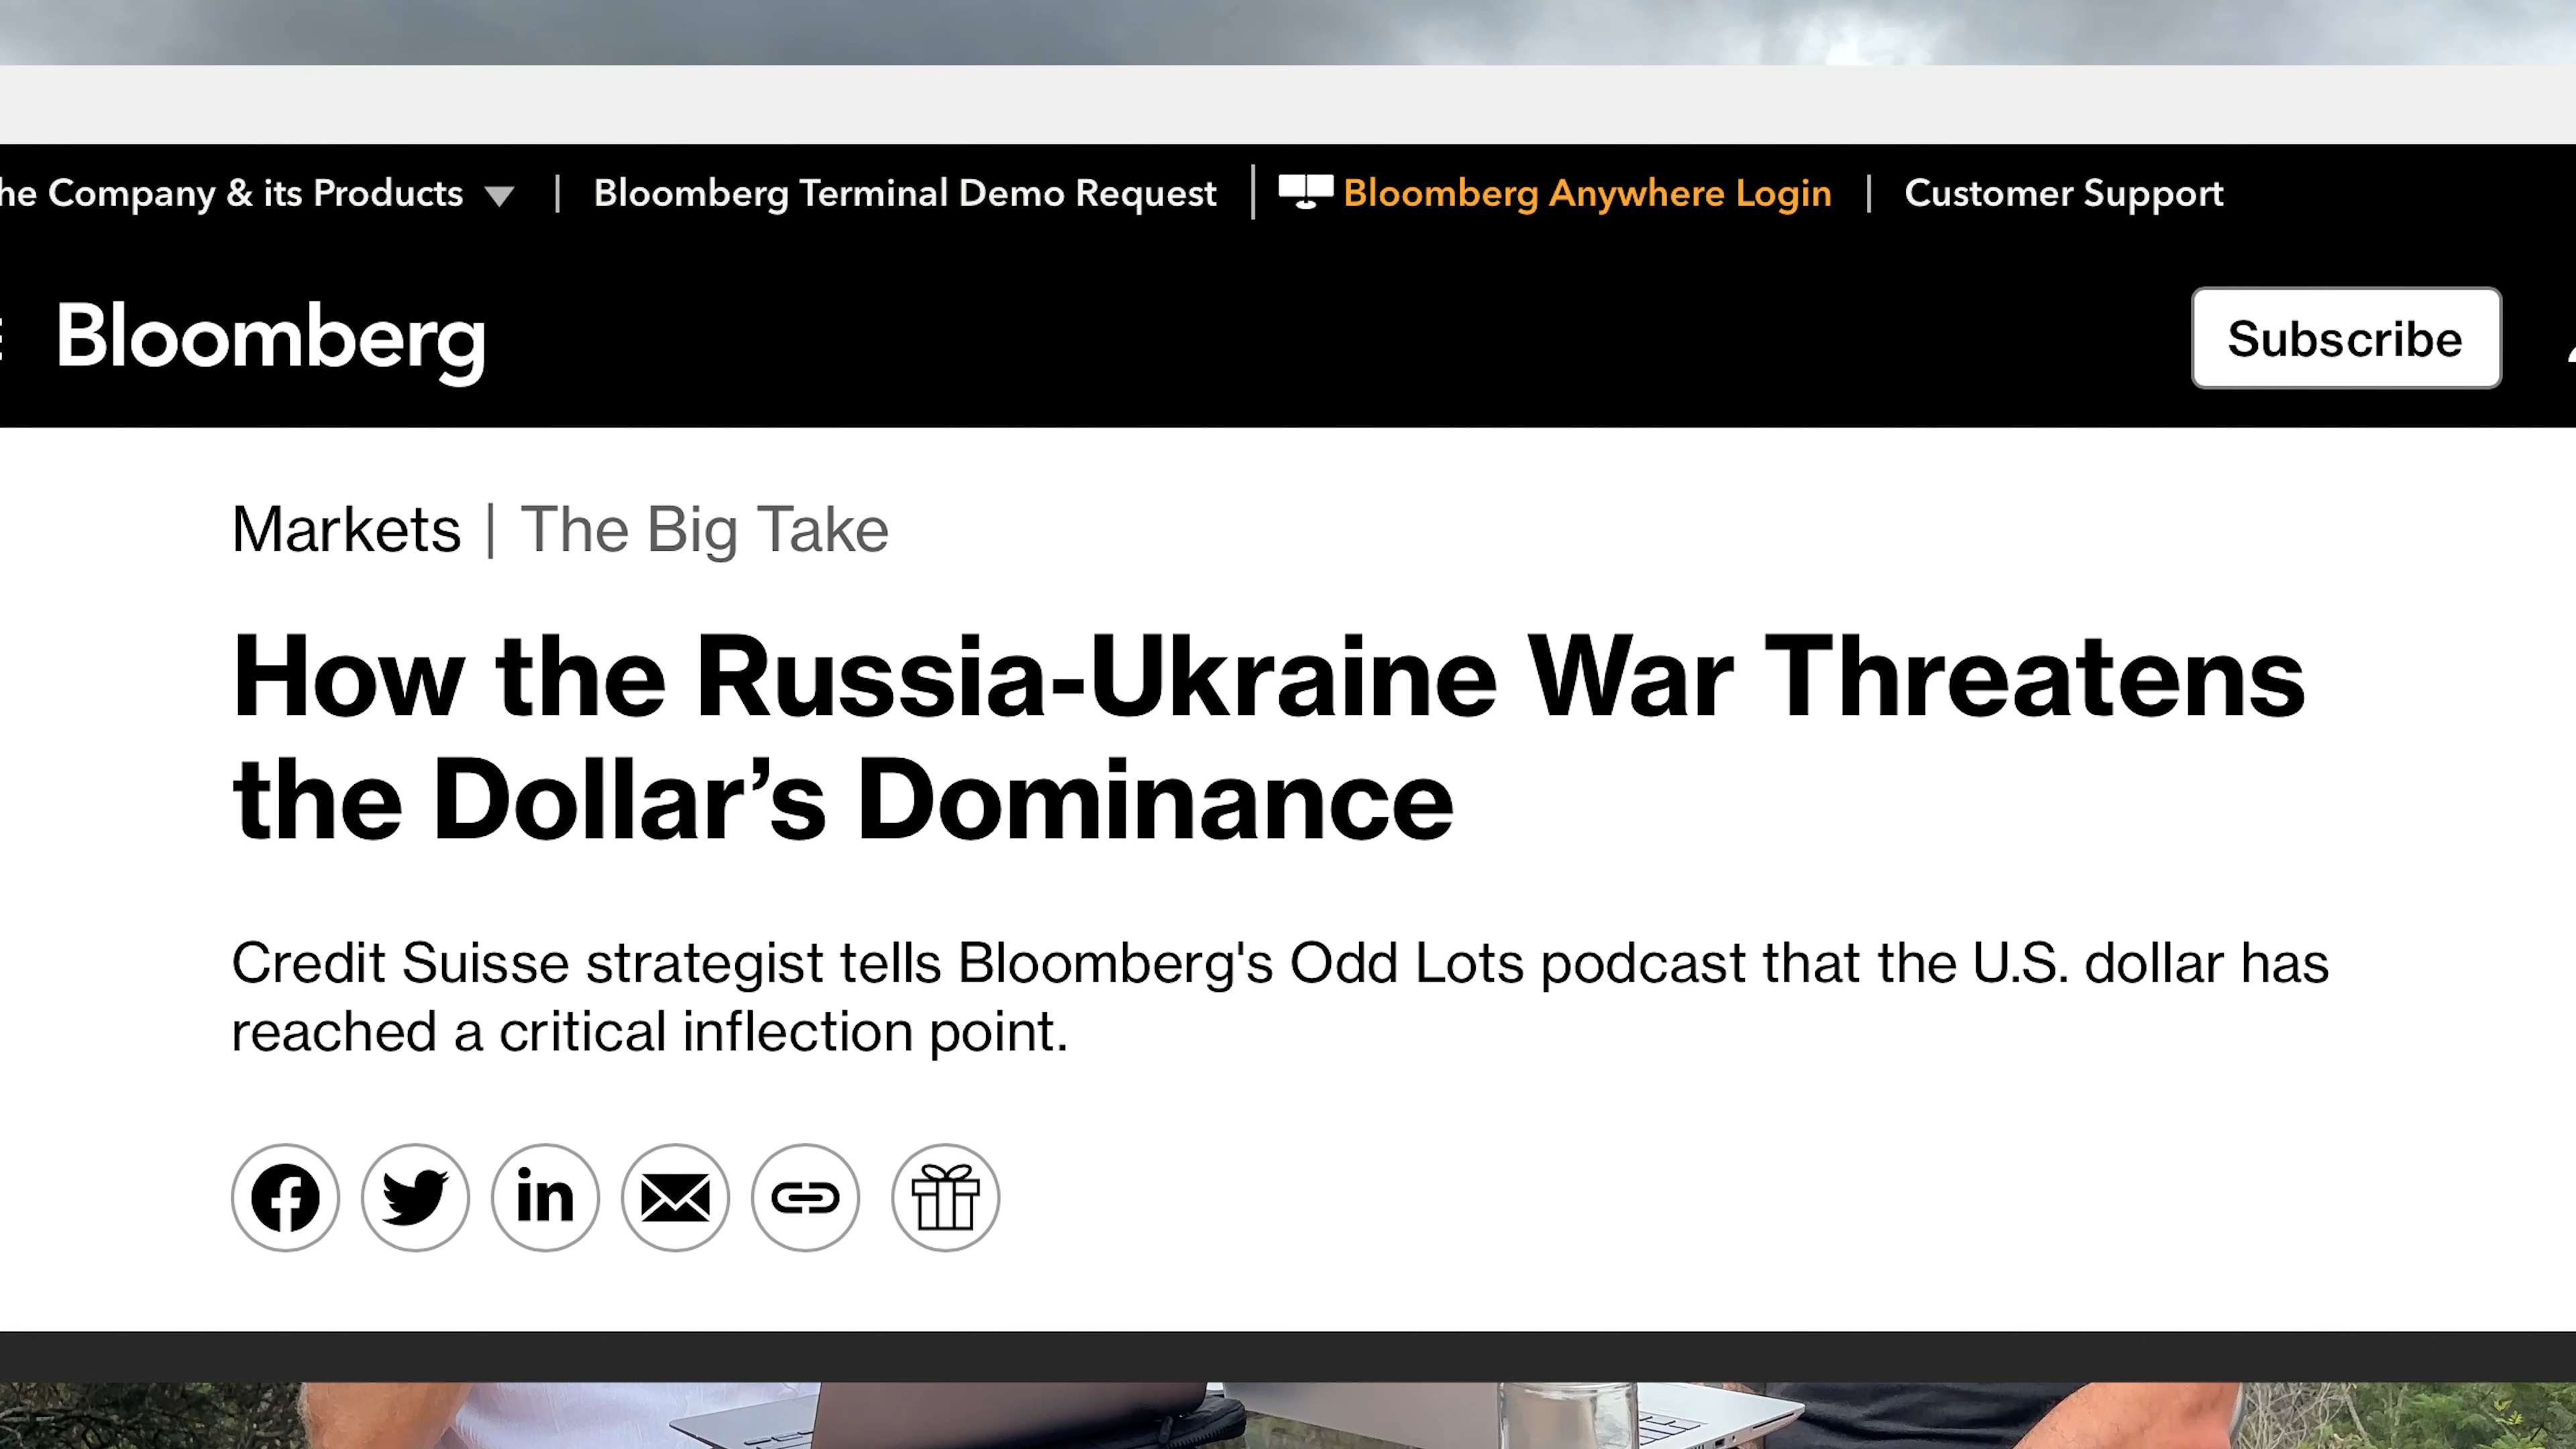 he Company & its Products | Bloomberg Terminal Demo Request | Bloomberg Anywhere Login | Customer Support
Bloomberg
Subscribe
Markets | The Big Take
How the Russia-Ukraine War Threatens
the Dollar’s Dominance
Credit Suisse strategist tells Bloomberg's Odd Lots podcast that the U.S. dollar has
reached a critical inflection point.
in